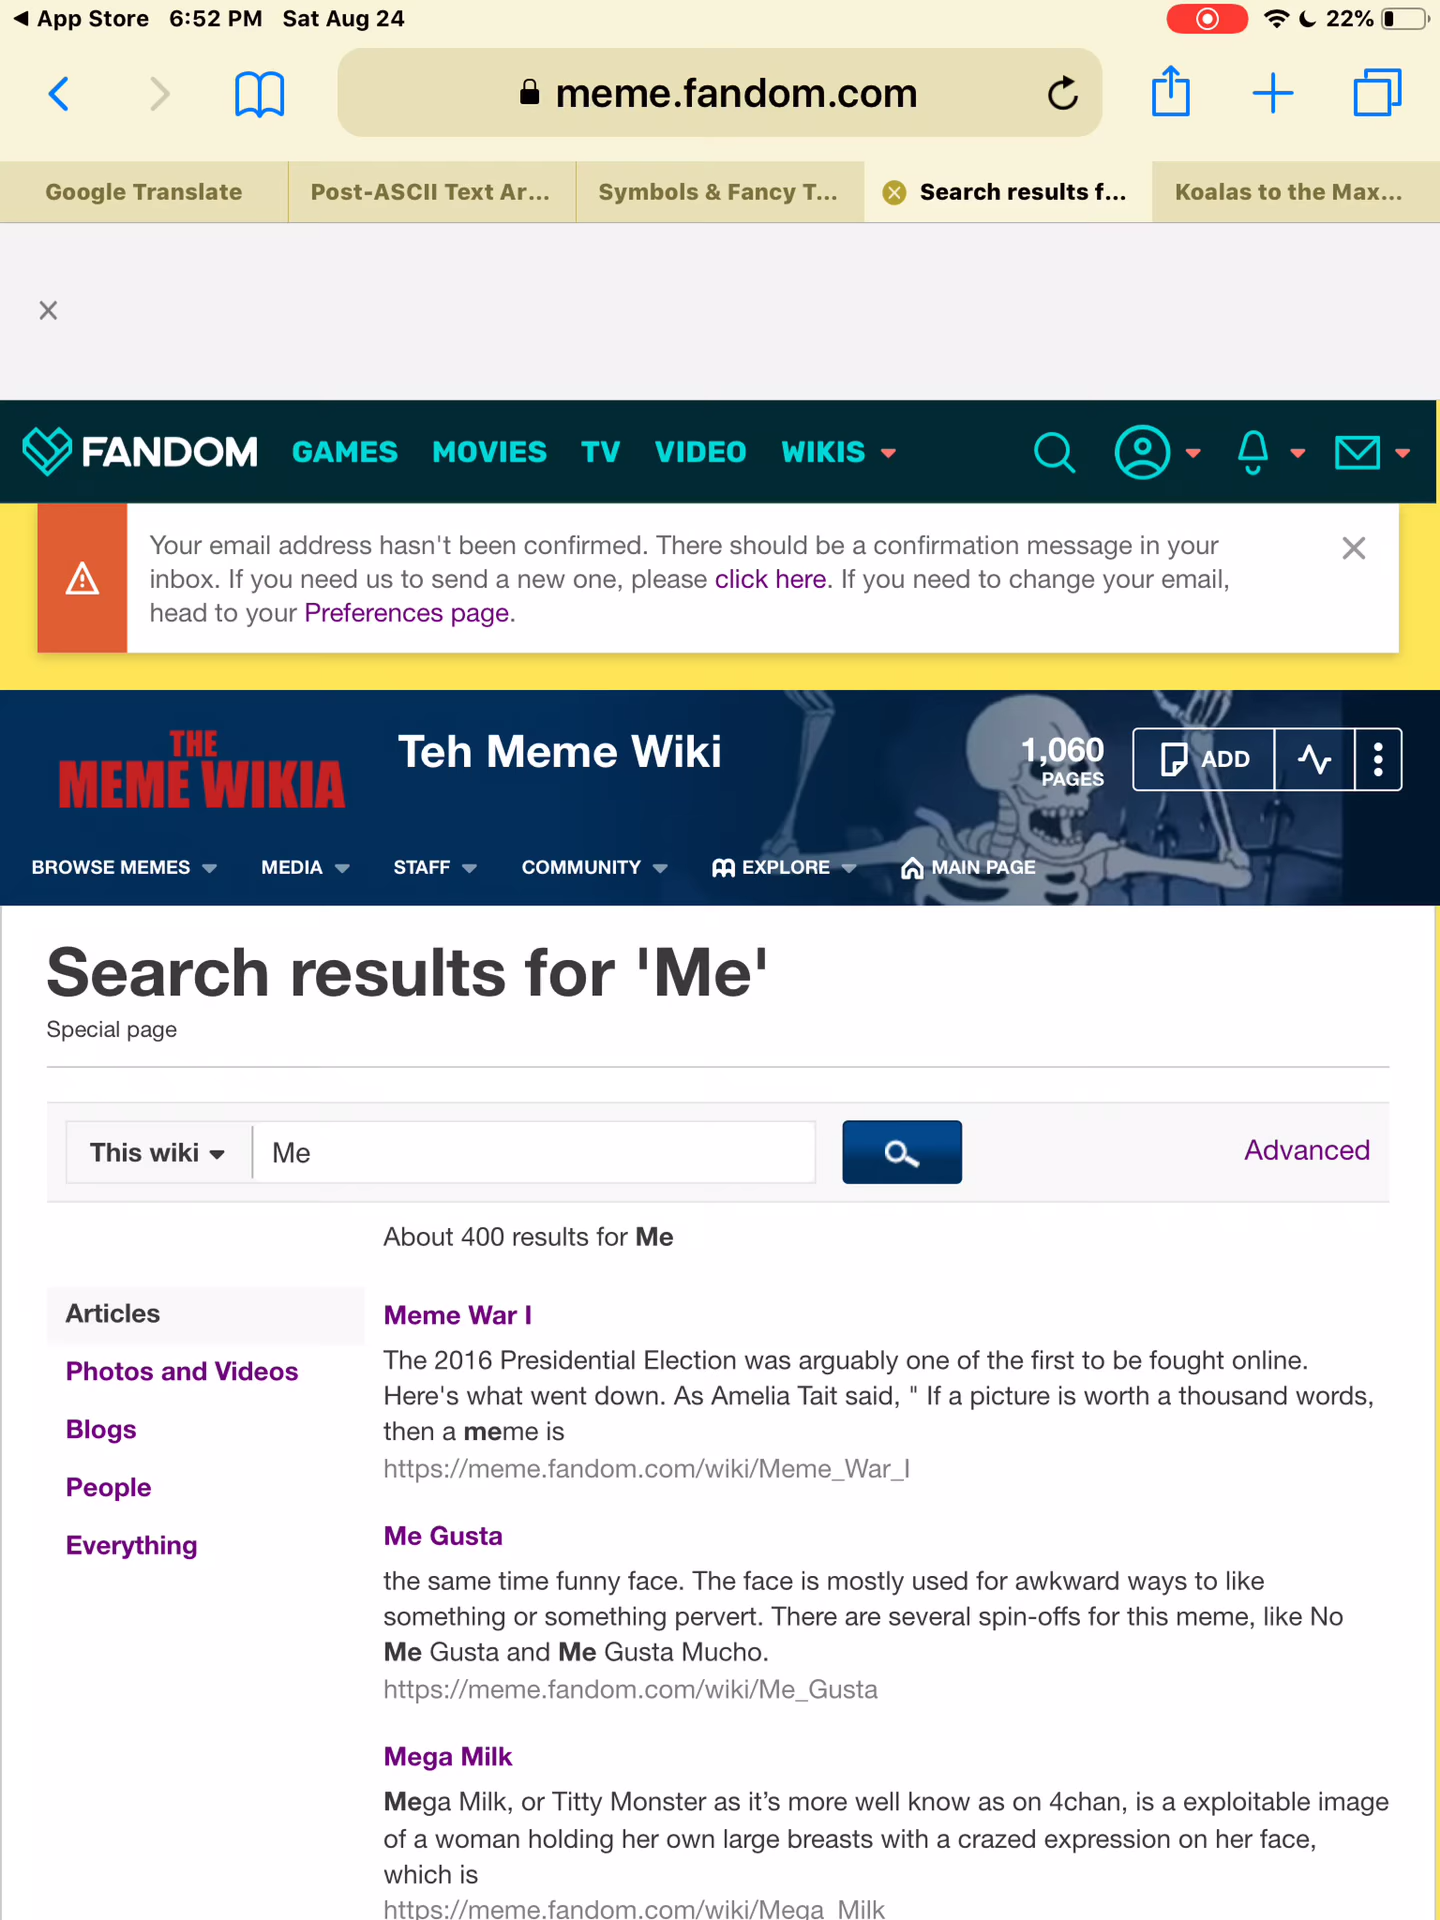 App Store 6:52 PM Sat Aug 24 22%
meme.fandom.com
Google Translate Post-ASCII Text Ar... Symbols & Fancy T... Search results f... Koalas to the Max...
FANDOM GAMES MOVIES TV VIDEO WIKIS
Your email address hasn't been confirmed. There should be a confirmation message in your
inbox. If you need us to send a new one, please click here. If you need to change your email,
head to your Preferences page.
THE
MEME WIKIA
Teh Meme Wiki
1,060
PAGES
ADD
BROWSE MEMES MEDIA STAFF COMMUNITY EXPLORE MAIN PAGE
Search results for 'Me'
Special page
This wiki Me Advanced
About 400 results for Me
Articles
Photos and Videos
Blogs
People
Everything
Meme War I
The 2016 Presidential Election was arguably one of the first to be fought online.
Here's what went down. As Amelia Tait said, " If a picture is worth a thousand words,
then a meme is
https://meme.fandom.com/wiki/Meme_War_I
Me Gusta
the same time funny face. The face is mostly used for awkward ways to like
something or something pervert. There are several spin-offs for this meme, like No
Me Gusta and Me Gusta Mucho.
https://meme.fandom.com/wiki/Me_Gusta
Mega Milk
Mega Milk, or Titty Monster as it’s more well know as on 4chan, is a exploitable image
of a woman holding her own large breasts with a crazed expression on her face,
which is
https://meme.fandom.com/wiki/Mega_Milk